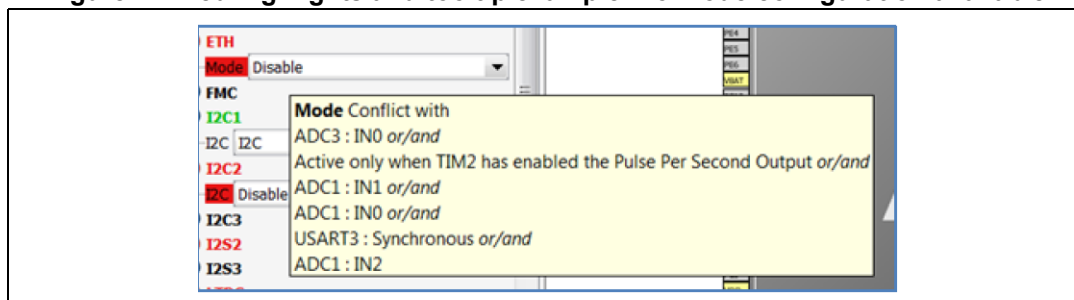 ETH
Mode Disable
FMC
I2C1
I2C I2C
I2C2
I2C Disable
I2C3
I2S2
I2S3
Mode Conflict with
ADC3 : IN0 or/and
Active only when TIM2 has enabled the Pulse Per Second Output or/and
ADC1 : IN1 or/and
ADC1 : IN0 or/and
USART3 : Synchronous or/and
ADC1 : IN2
PE4
PE5
PE6
VBAT